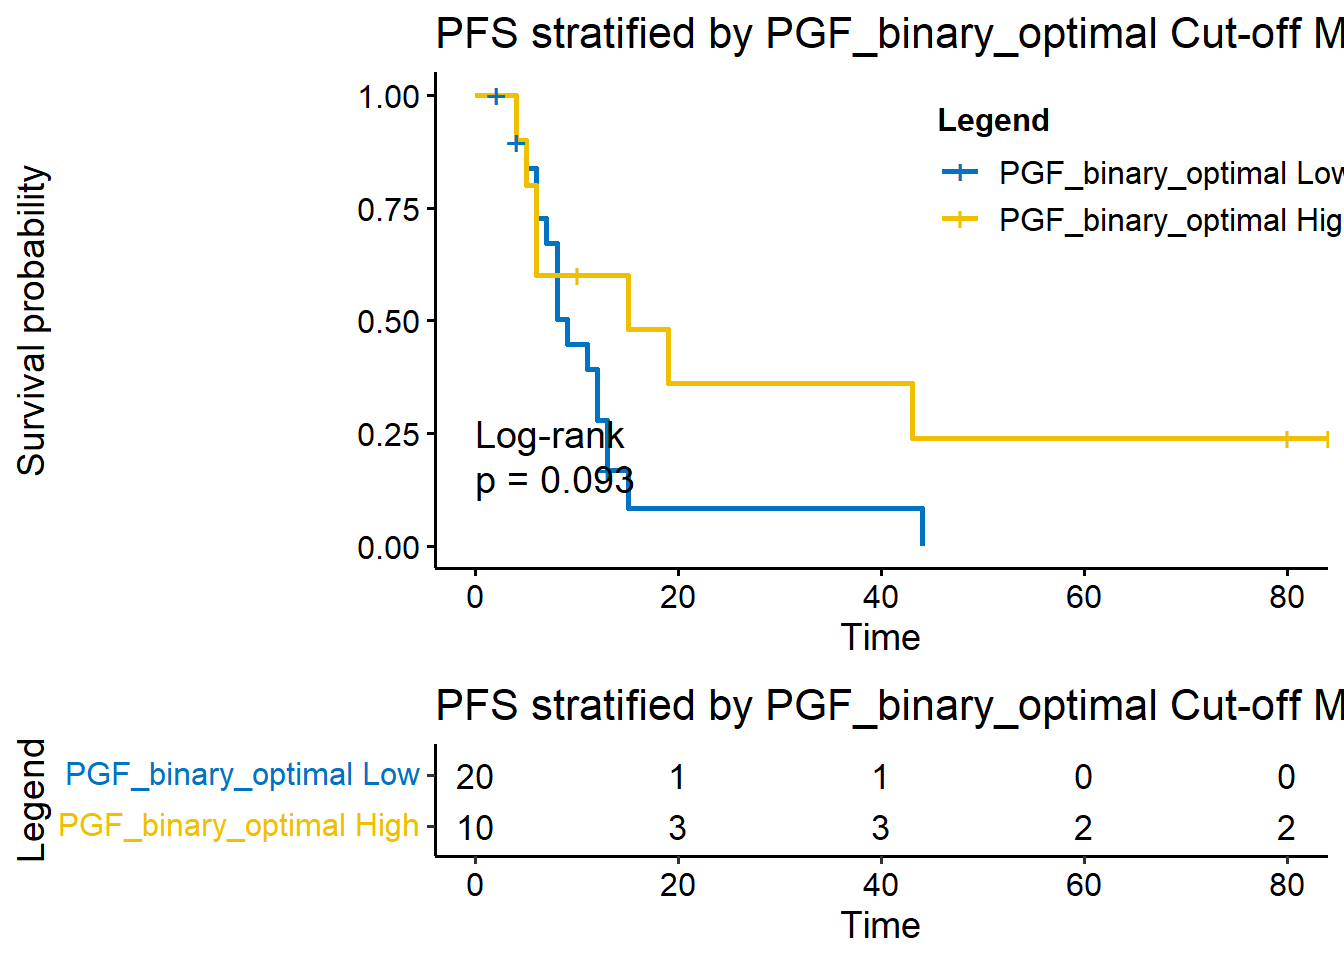 PFS stratified by PGF_binary_optimal Cut-off M
Survival probability
1.00
0.75
0.50
0.25
0.00
Legend
PGF_binary_optimal Low
PGF_binary_optimal Hig
Log-rank
p = 0.093
0 20 40 60 80
Time
PFS stratified by PGF_binary_optimal Cut-off M
Legend
PGF_binary_optimal Low 20 1 1 0 0
PGF_binary_optimal High 10 3 3 2 2
0 20 40 60 80
Time